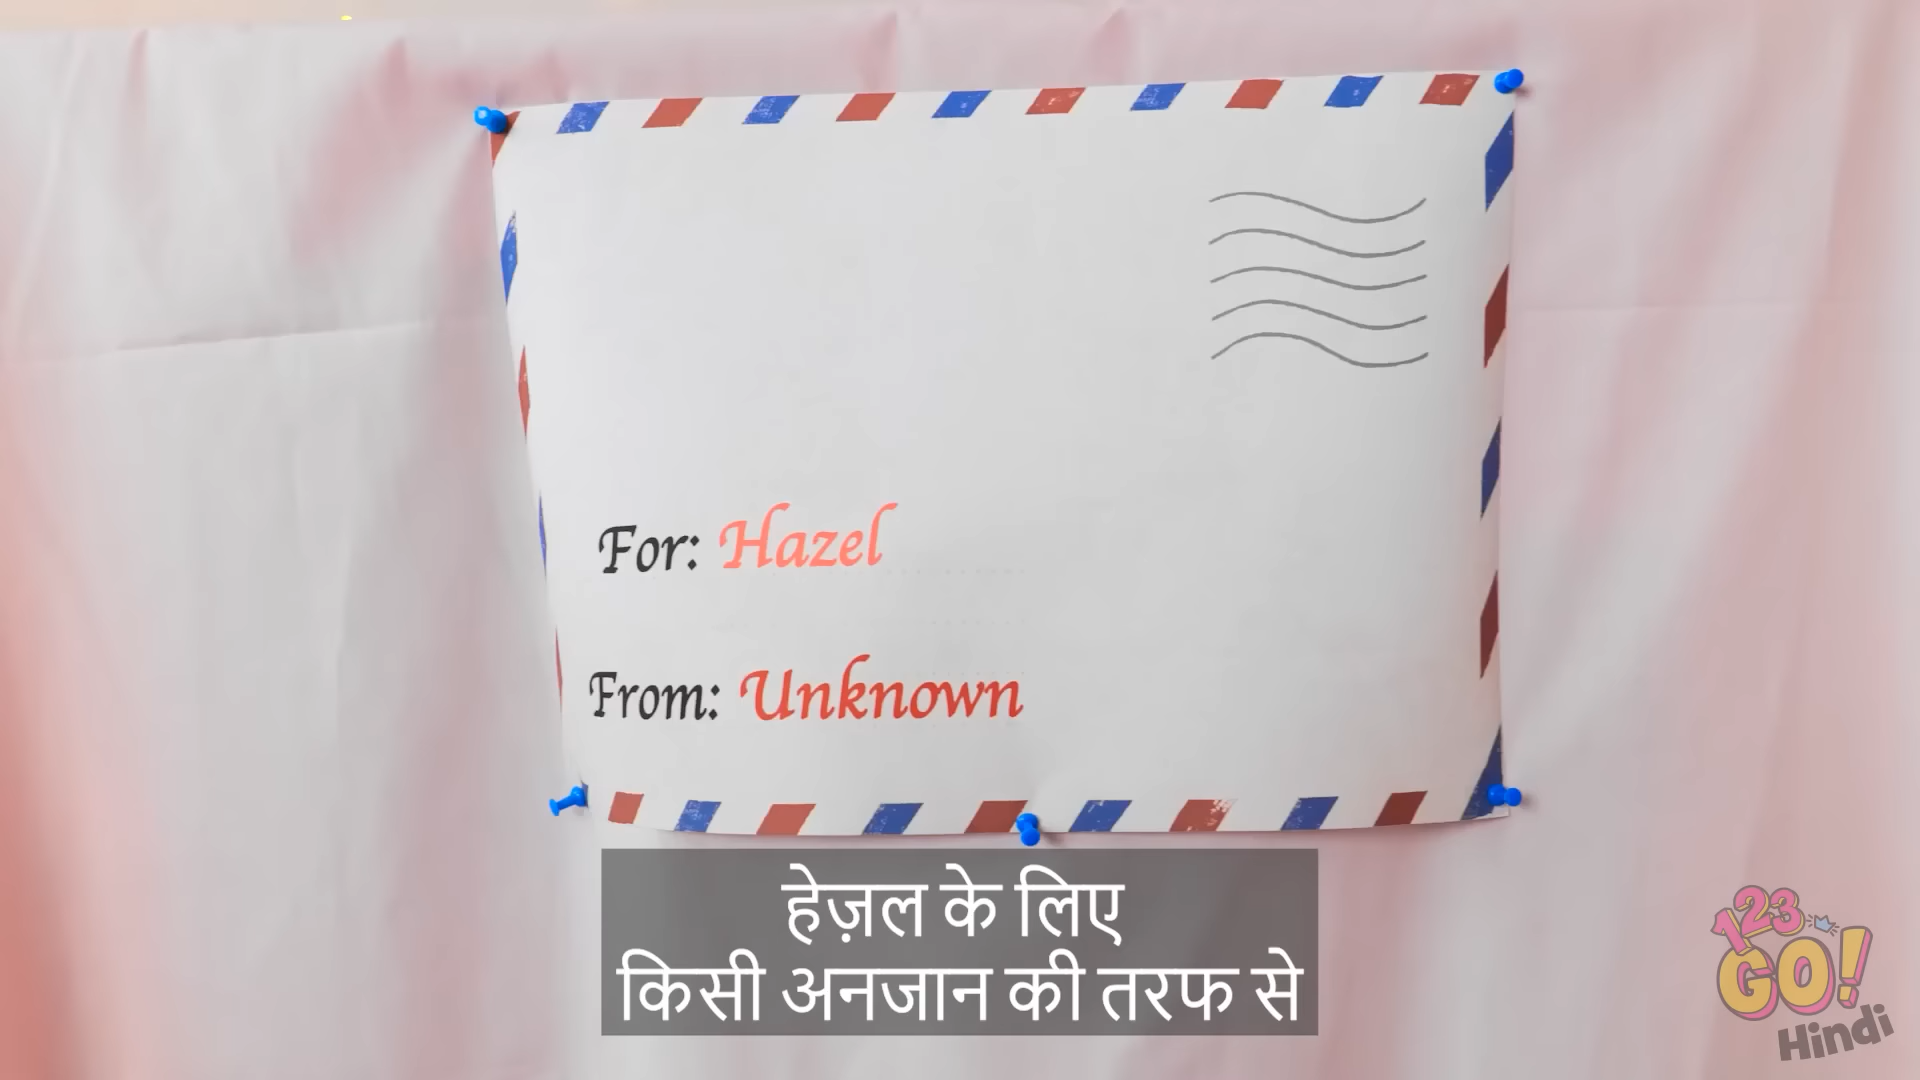 For: Hazel
From: Unknown
हेज़ल के लिए
किसी अनजान की तरफ से
123
GO!
Hindi